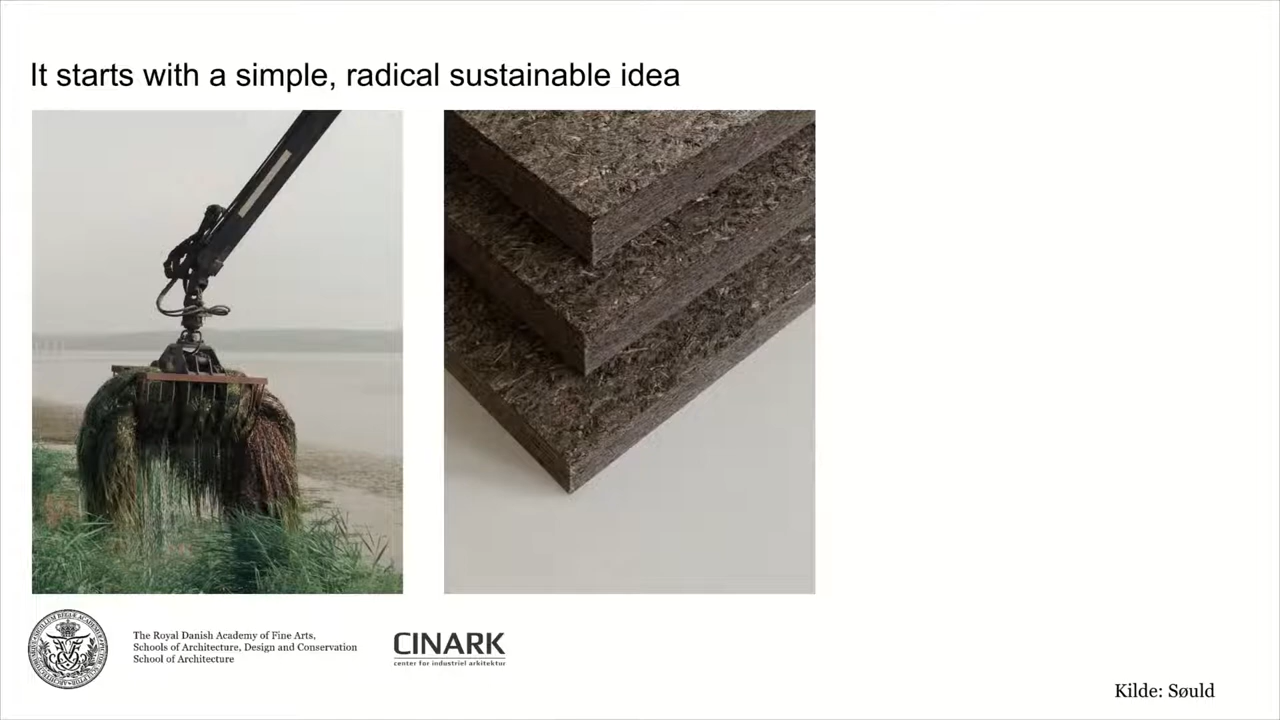 It starts with a simple, radical sustainable idea
The Royal Danish Academy of Fine Arts,
Schools of Architecture, Design and Conservation
School of Architecture
CINARK
center for industriel arkitektur
Kilde: Søuld